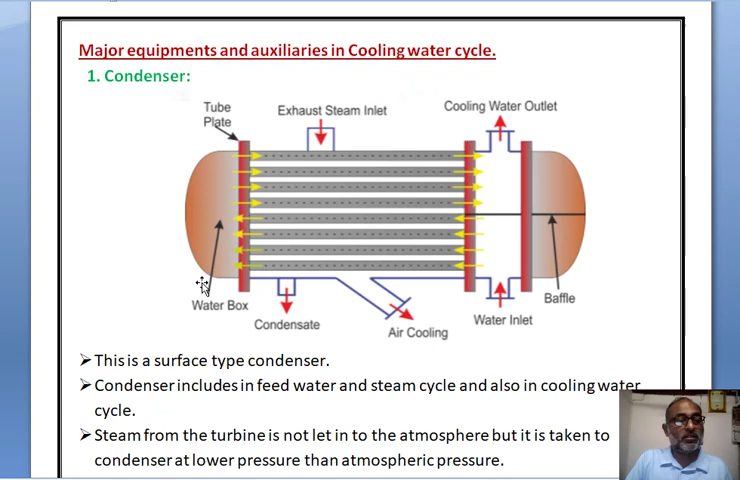 Major equipments and auxiliaries in Cooling water cycle.
1. Condenser:
Tube
Plate
Exhaust Steam Inlet
Cooling Water Outlet
Water Box
Condensate
Air Cooling
Water Inlet
Baffle
➢This is a surface type condenser.
➢Condenser includes in feed water and steam cycle and also in cooling water
cycle.
➢Steam from the turbine is not let in to the atmosphere but it is taken to
condenser at lower pressure than atmospheric pressure.